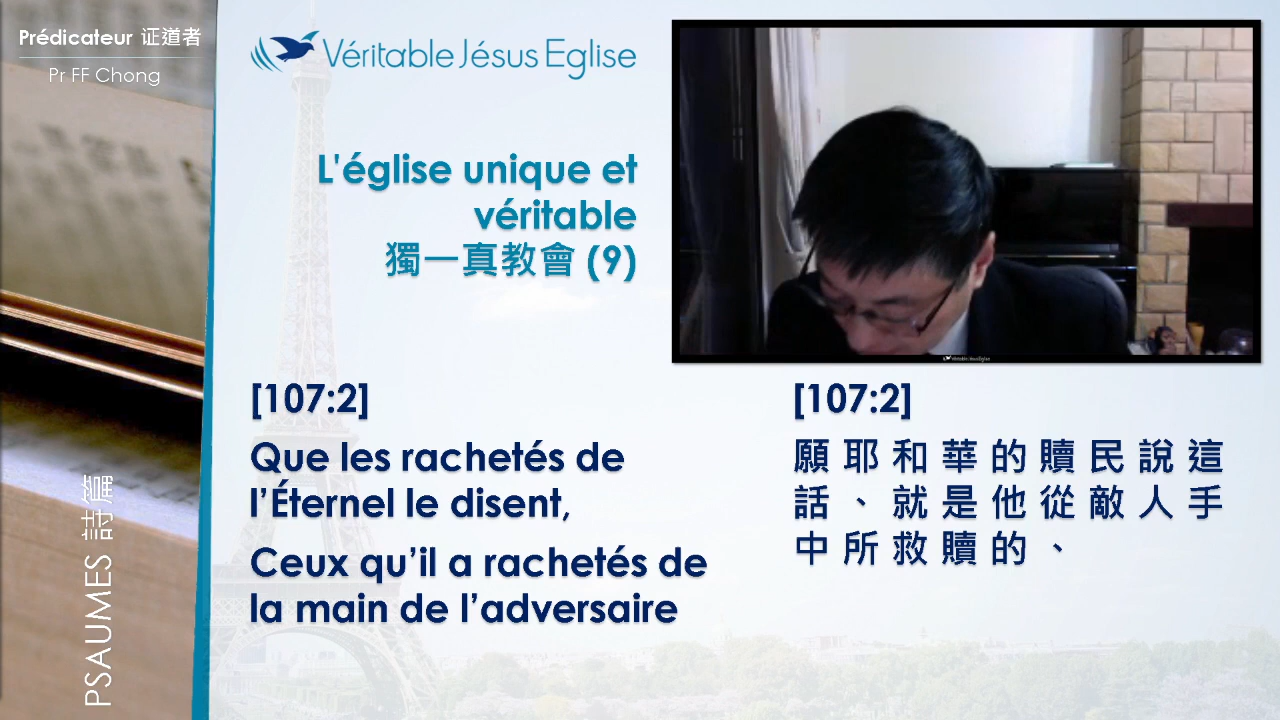 Prédicateur 证道者
Pr FF Chong
Véritable Jésus Eglise
L'église unique et
véritable
獨一真教會 (9)
[107:2]
Que les rachetés de
l’Éternel le disent,
Ceux qu’il a rachetés de
la main de l’adversaire
[107:2]
願耶和華的贖民說這
話、就是他從敵人手
中所救贖的、
PSAUMES 詩篇
Véritable Jésus Eglise